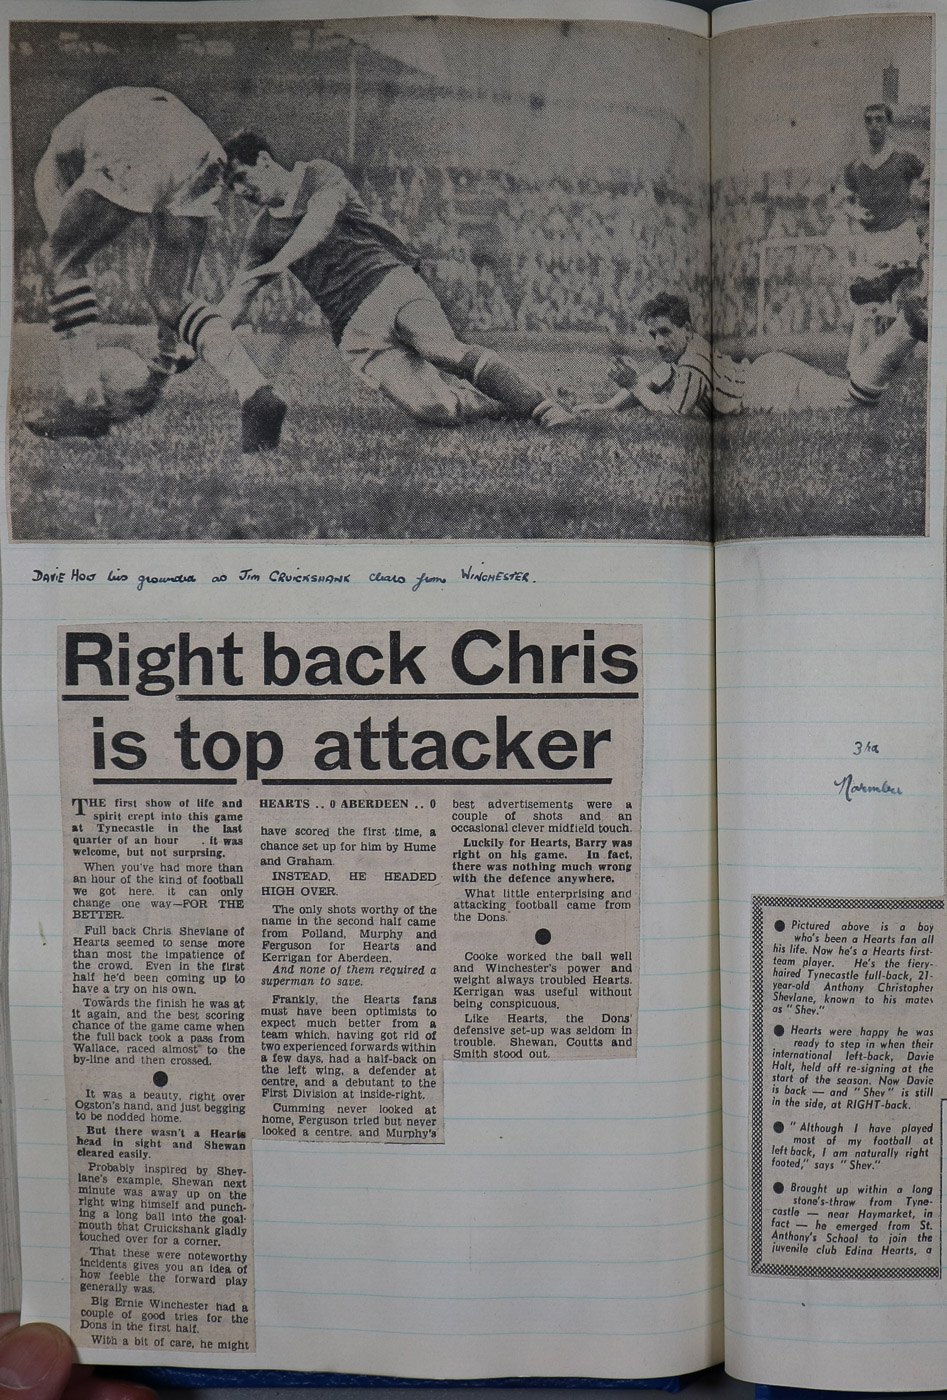 DAVIE HOLT lies grounded as JIM CRUICKSHANK clears from WINCHESTER.
Right back Chris
is top attacker
THE first show of life and
spirit crept into this game
at Tynecastle in the last
quarter of an hour . it was
welcome, but not surprsing.
When you've had more than
an hour of the kind of football
we got here, it can only
change one way—FOR THE
BETTER.
Full back Chris Shevlane of
Hearts seemed to sense more
than most the impatience of
the crowd. Even in the first
half he'd been coming up to
have a try on his own.
Towards the finish he was at
it again, and the best scoring
chance of the game came when
the full back took a pass from
Wallace, raced almost to the
by-line and then crossed.
It was a beauty, right over
Ogston's hand, and just begging
to be nodded home.
But there wasn't a Hearts
head in sight and Shewan
cleared easily.
Probably inspired by Shev-
lane's example, Shewan next
minute was away up on the
right wing himself and punch-
ing a long ball into the goal-
mouth that Cruickshank gladly
touched over for a corner.
That these were noteworthy
incidents gives you an idea of
how feeble the forward play
generally was.
Big Ernie Winchester had a
couple of good tries for the
Dons in the first half.
With a bit of care, he might
HEARTS .. 0 ABERDEEN .. 0
have scored the first time, a
chance set up for him by Hume
and Graham.
INSTEAD, HE HEADED
HIGH OVER.
The only shots worthy of the
name in the second half came
from Polland, Murphy and
Ferguson for Hearts and
Kerrigan for Aberdeen.
And none of them required a
superman to save.
Frankly, the Hearts fans
must have been optimists to
expect much better from a
team which, having got rid of
two experienced forwards within
a few days, had a half-back on
the left wing, a defender at
centre, and a debutant to the
First Division at inside-right.
Cumming never looked at
home, Ferguson tried but never
looked a centre, and Murphy's
best advertisements were a
couple of shots and an
occasional clever midfield touch.
Luckily for Hearts, Barry was
right on his game. In fact,
there was nothing much wrong
with the defence anywhere.
What little enterprising and
attacking football came from
the Dons.
Cooke worked the ball well
and Winchester's power and
weight always troubled Hearts.
Kerrigan was useful without
being conspicuous.
Like Hearts, the Dons'
defensive set-up was seldom in
trouble. Shewan, Coutts and
Smith stood out.
3rd
November
● Pictured above is a boy
who's been a Hearts fan all
his life. Now he's a Hearts first-
team player. He's the fiery-
haired Tynecastle full-back, 21-
year-old Anthony Christopher
Shevlane, known to his mates
as "Shev."
● Hearts were happy he was
ready to step in when their
international left-back, Davie
Holt, held off re-signing at the
start of the season. Now Davie
is back — and "Shev" is still
in the side, at RIGHT-back.
● "Although I have played
most of my football at
left back, I am naturally right
footed," says "Shev."
● Brought up within a long
stone's-throw from Tyne-
castle — near Haymarket, in
fact — he emerged from St.
Anthony's School to join the
juvenile club Edina Hearts, a